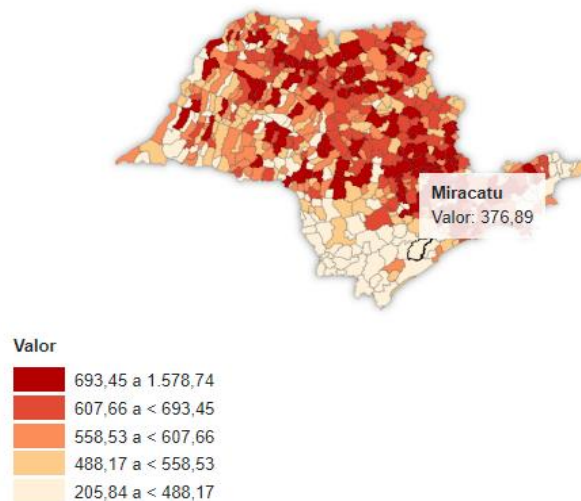 Miracatu
Valor: 376,89
Valor
693,45 a 1.578,74
607,66 a < 693,45
558,53 a < 607,66
488,17 a < 558,53
205,84 a < 488,17